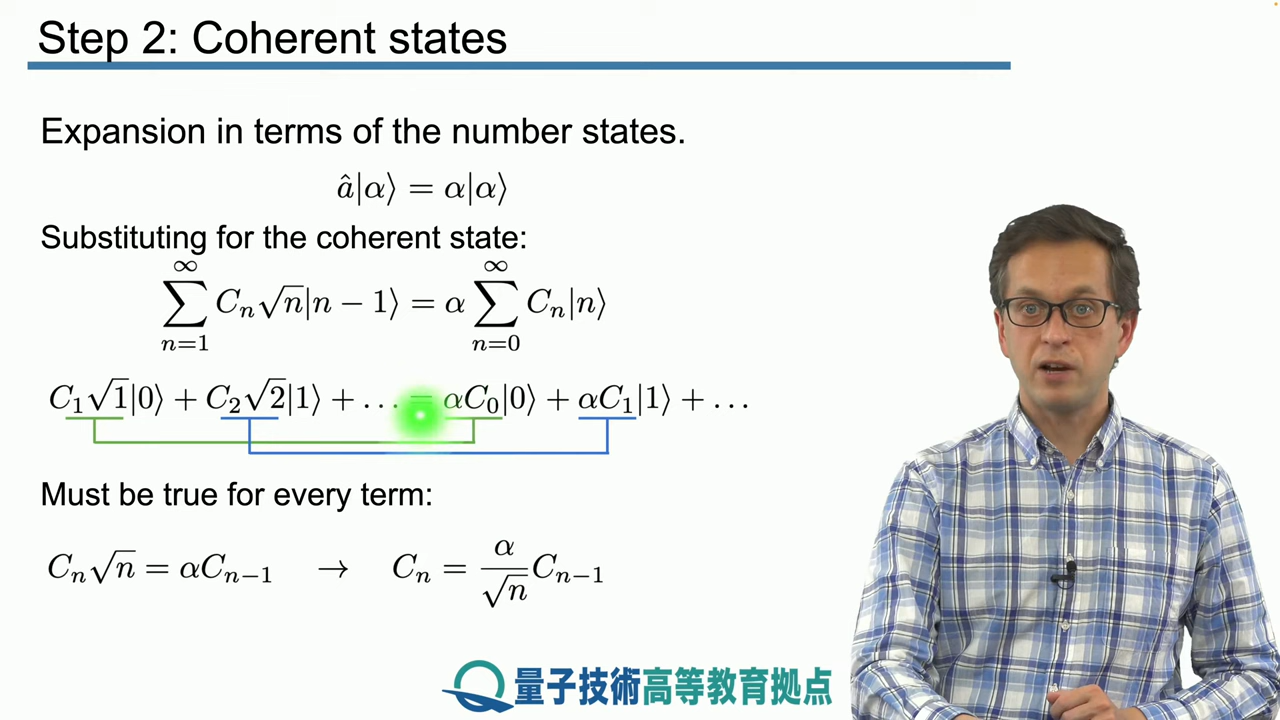 Step 2: Coherent states
Expansion in terms of the number states.
â|α⟩ = α|α⟩
Substituting for the coherent state:
∑_{n=1}^{∞} C_n √n |n − 1⟩ = α ∑_{n=0}^{∞} C_n |n⟩
C_1 √1 |0⟩ + C_2 √2 |1⟩ + … = αC_0 |0⟩ + αC_1 |1⟩ + …
Must be true for every term:
C_n √n = αC_{n−1} → C_n = \frac{α}{√n} C_{n−1}
量子技術高等教育拠点